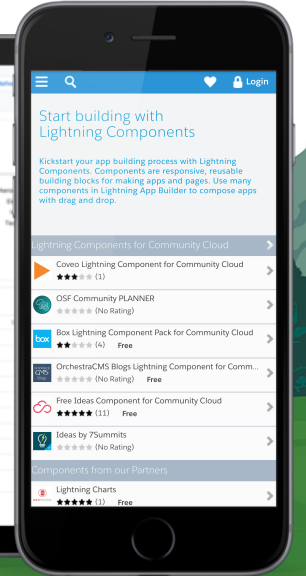 Login
Start building with
Lightning Components
Kickstart your app building process with Lightning
Components. Components are responsive, reusable
building blocks for making apps and pages. Use many
components in Lightning App Builder to compose apps
with drag and drop.
Lightning Components for Community Cloud
Coveo Lightning Component for Community Cloud
(1)
OSF Community PLANNER
(No Rating)
box
Box Lightning Component Pack for Community Cloud
(4) Free
CMS
OrchestraCMS Blogs Lightning Component for Comm...
(No Rating) Free
Free Ideas Component for Community Cloud
(11) Free
Ideas by 7Summits
(No Rating)
Components from our Partners
Lightning Charts
(1) Free